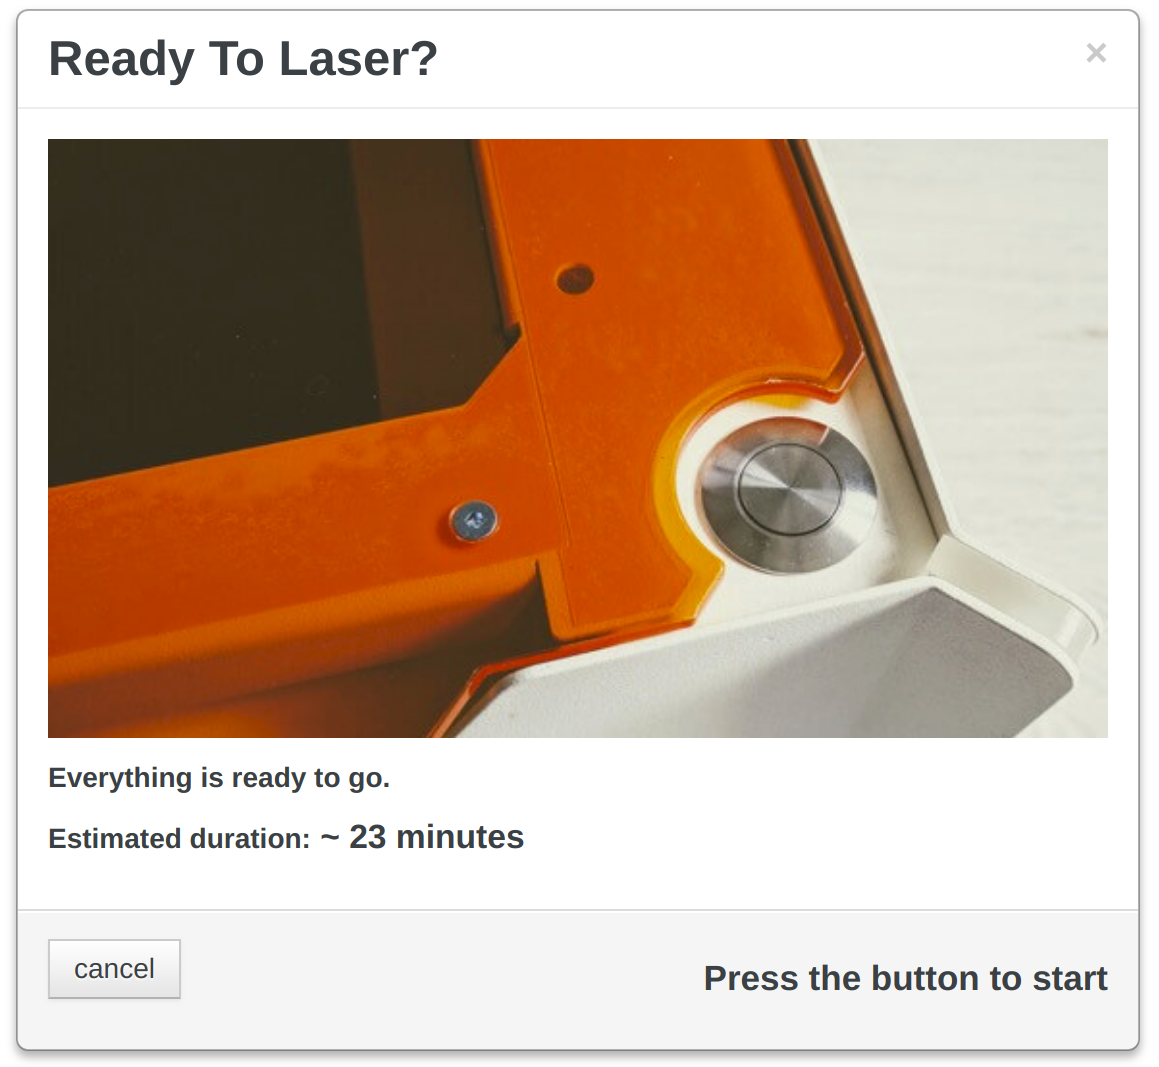 Ready To Laser?
×
Everything is ready to go.
Estimated duration: ~ 23 minutes
cancel
Press the button to start